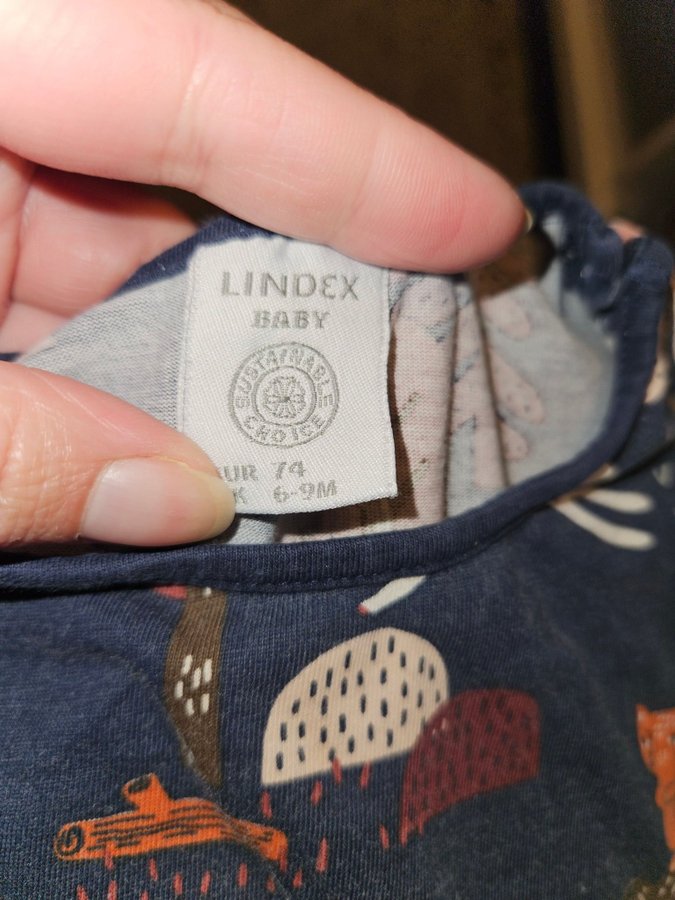 LINDEX
BABY
SUSTAINABLE
CHOICE
UR 74
K 6-9M